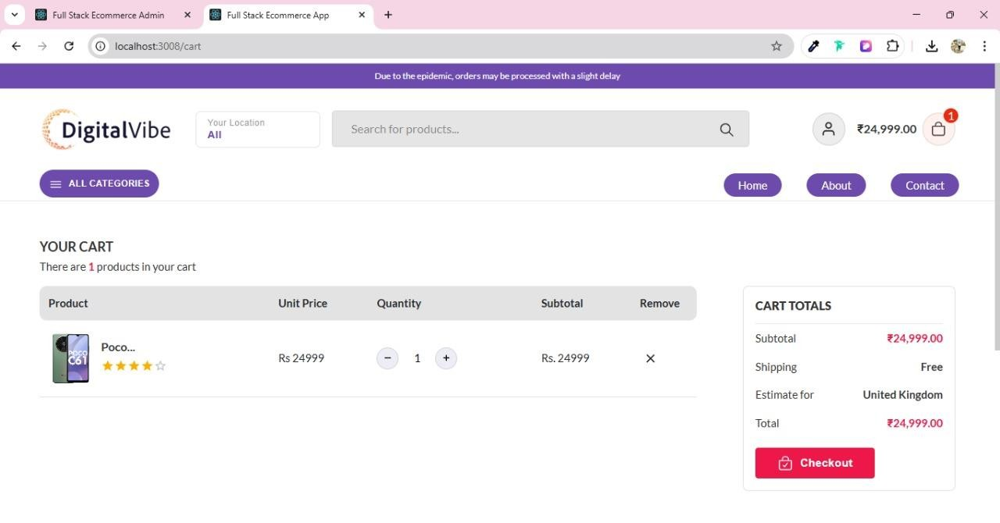 Full Stack Ecommerce Admin
Full Stack Ecommerce App
localhost:3008/cart
Due to the epidemic, orders may be processed with a slight delay
DigitalVibe
Your Location
All
Search for products...
₹24,999.00
1
ALL CATEGORIES
Home
About
Contact
YOUR CART
There are 1 products in your cart
Product Unit Price Quantity Subtotal Remove
POCO
C61
Poco...
Rs 24999
− 1 +
Rs. 24999
CART TOTALS
Subtotal ₹24,999.00
Shipping Free
Estimate for United Kingdom
Total ₹24,999.00
Checkout